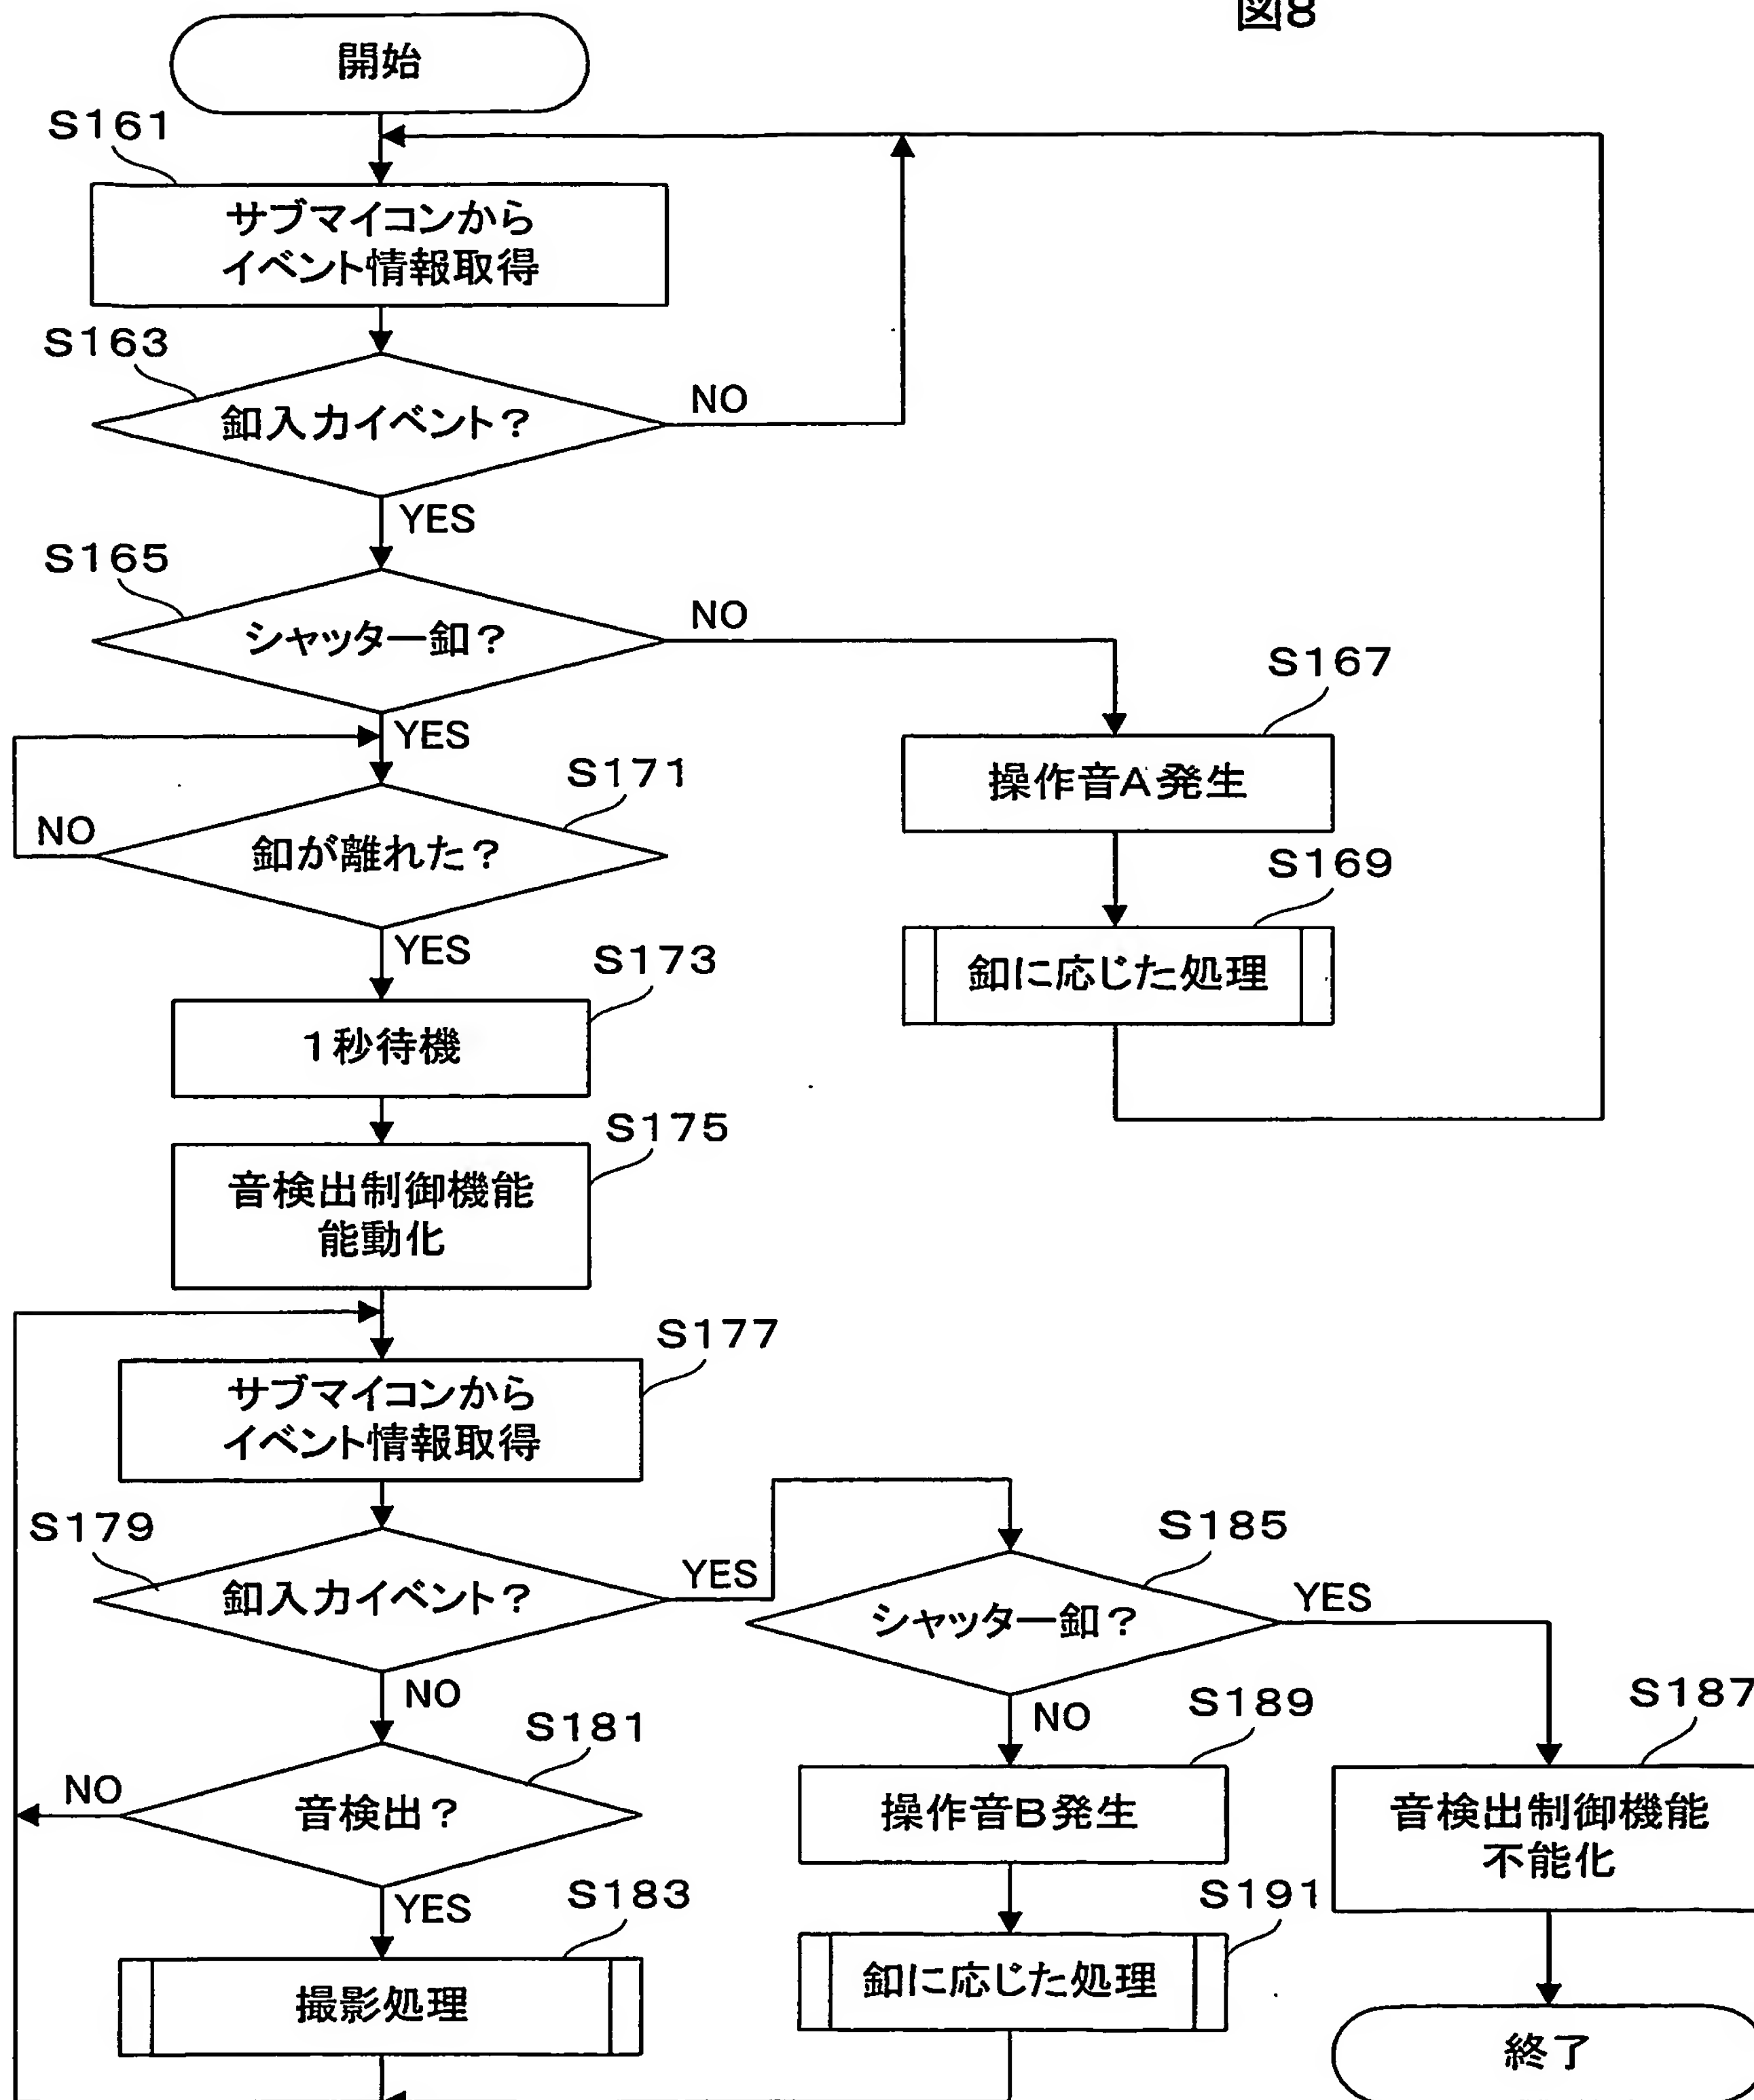 図8
開始
S161
サブマイコンから
イベント情報取得
S163
釦入力イベント?
NO
YES
S165
シャッター釦?
NO
YES
S167
操作音A発生
S169
釦に応じた処理
S171
釦が離れた?
NO
YES
S173
1秒待機
S175
音検出制御機能
能動化
S177
サブマイコンから
イベント情報取得
S179
釦入力イベント?
YES
NO
S181
音検出?
NO
YES
S183
撮影処理
S185
シャッター釦?
YES
NO
S189
操作音B発生
S191
釦に応じた処理
S187
音検出制御機能
不能化
終了